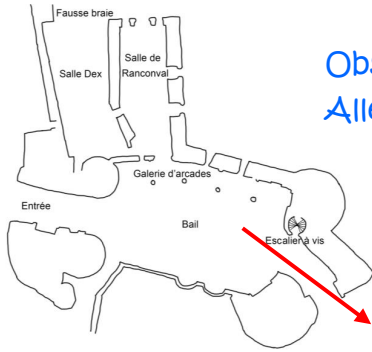 Fausse braie
Salle de
Ranconval
Salle Dex
Galerie d'arcades
Entrée
Bail
Escalier à vis